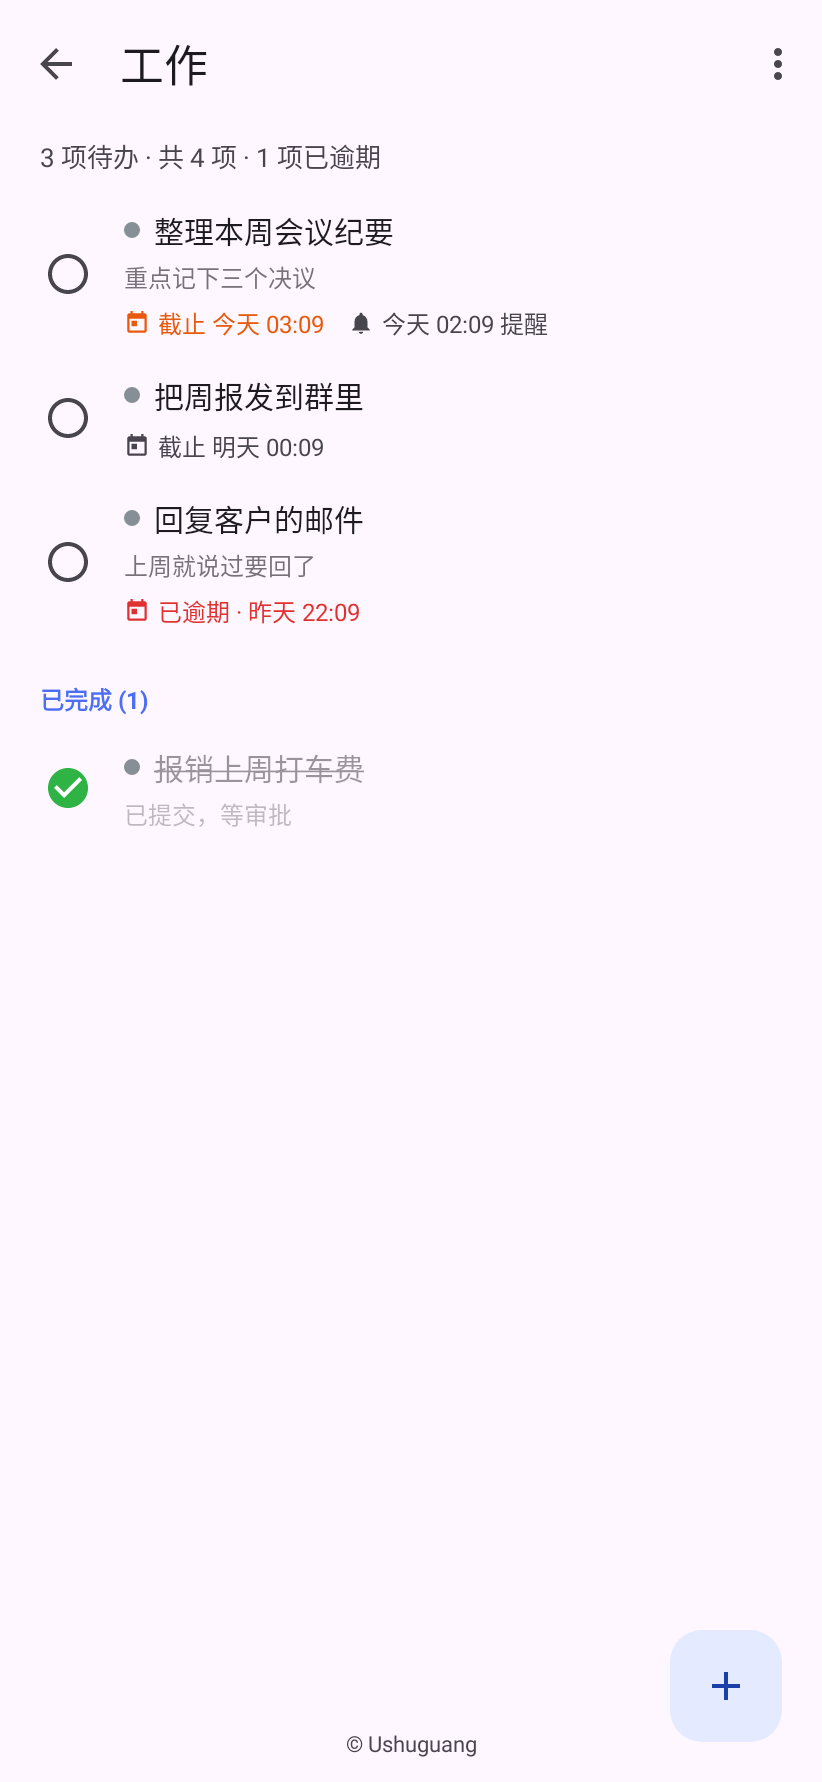 工作
3 项待办 · 共 4 项 · 1 项已逾期
整理本周会议纪要
重点记下三个决议
截止 今天 03:09 今天 02:09 提醒
把周报发到群里
截止 明天 00:09
回复客户的邮件
上周就说过要回了
已逾期 · 昨天 22:09
已完成 (1)
报销上周打车费
已提交，等审批
© Ushuguang